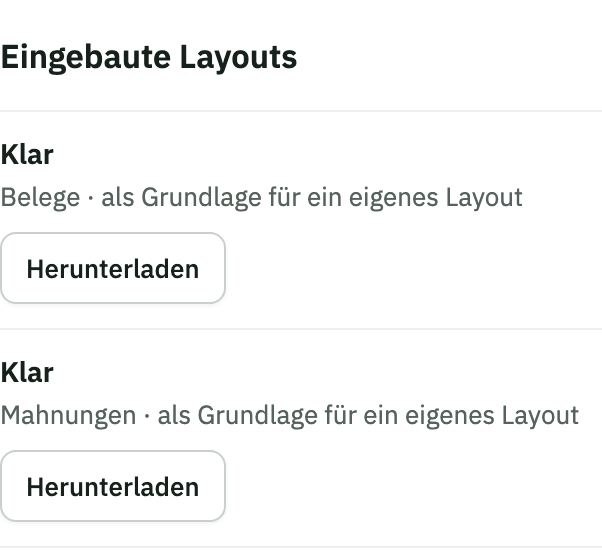 Eingebaute Layouts
Klar
Belege · als Grundlage für ein eigenes Layout
Herunterladen
Klar
Mahnungen · als Grundlage für ein eigenes Layout
Herunterladen